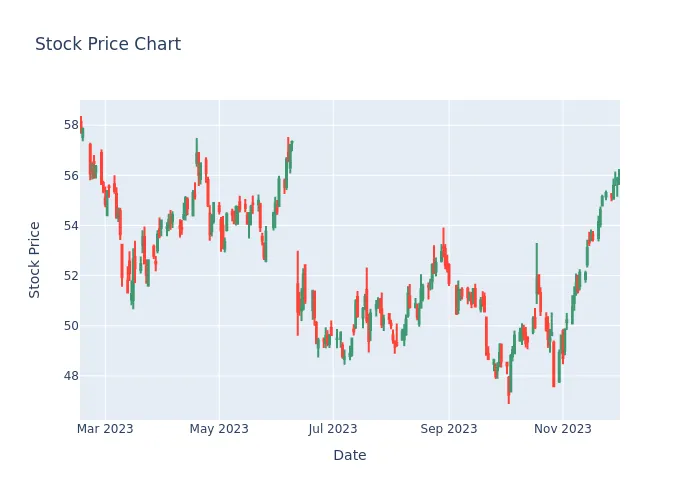 Stock Price Chart
58
56
54
52
50
48
Stock Price
Mar 2023
May 2023
Jul 2023
Sep 2023
Nov 2023
Date